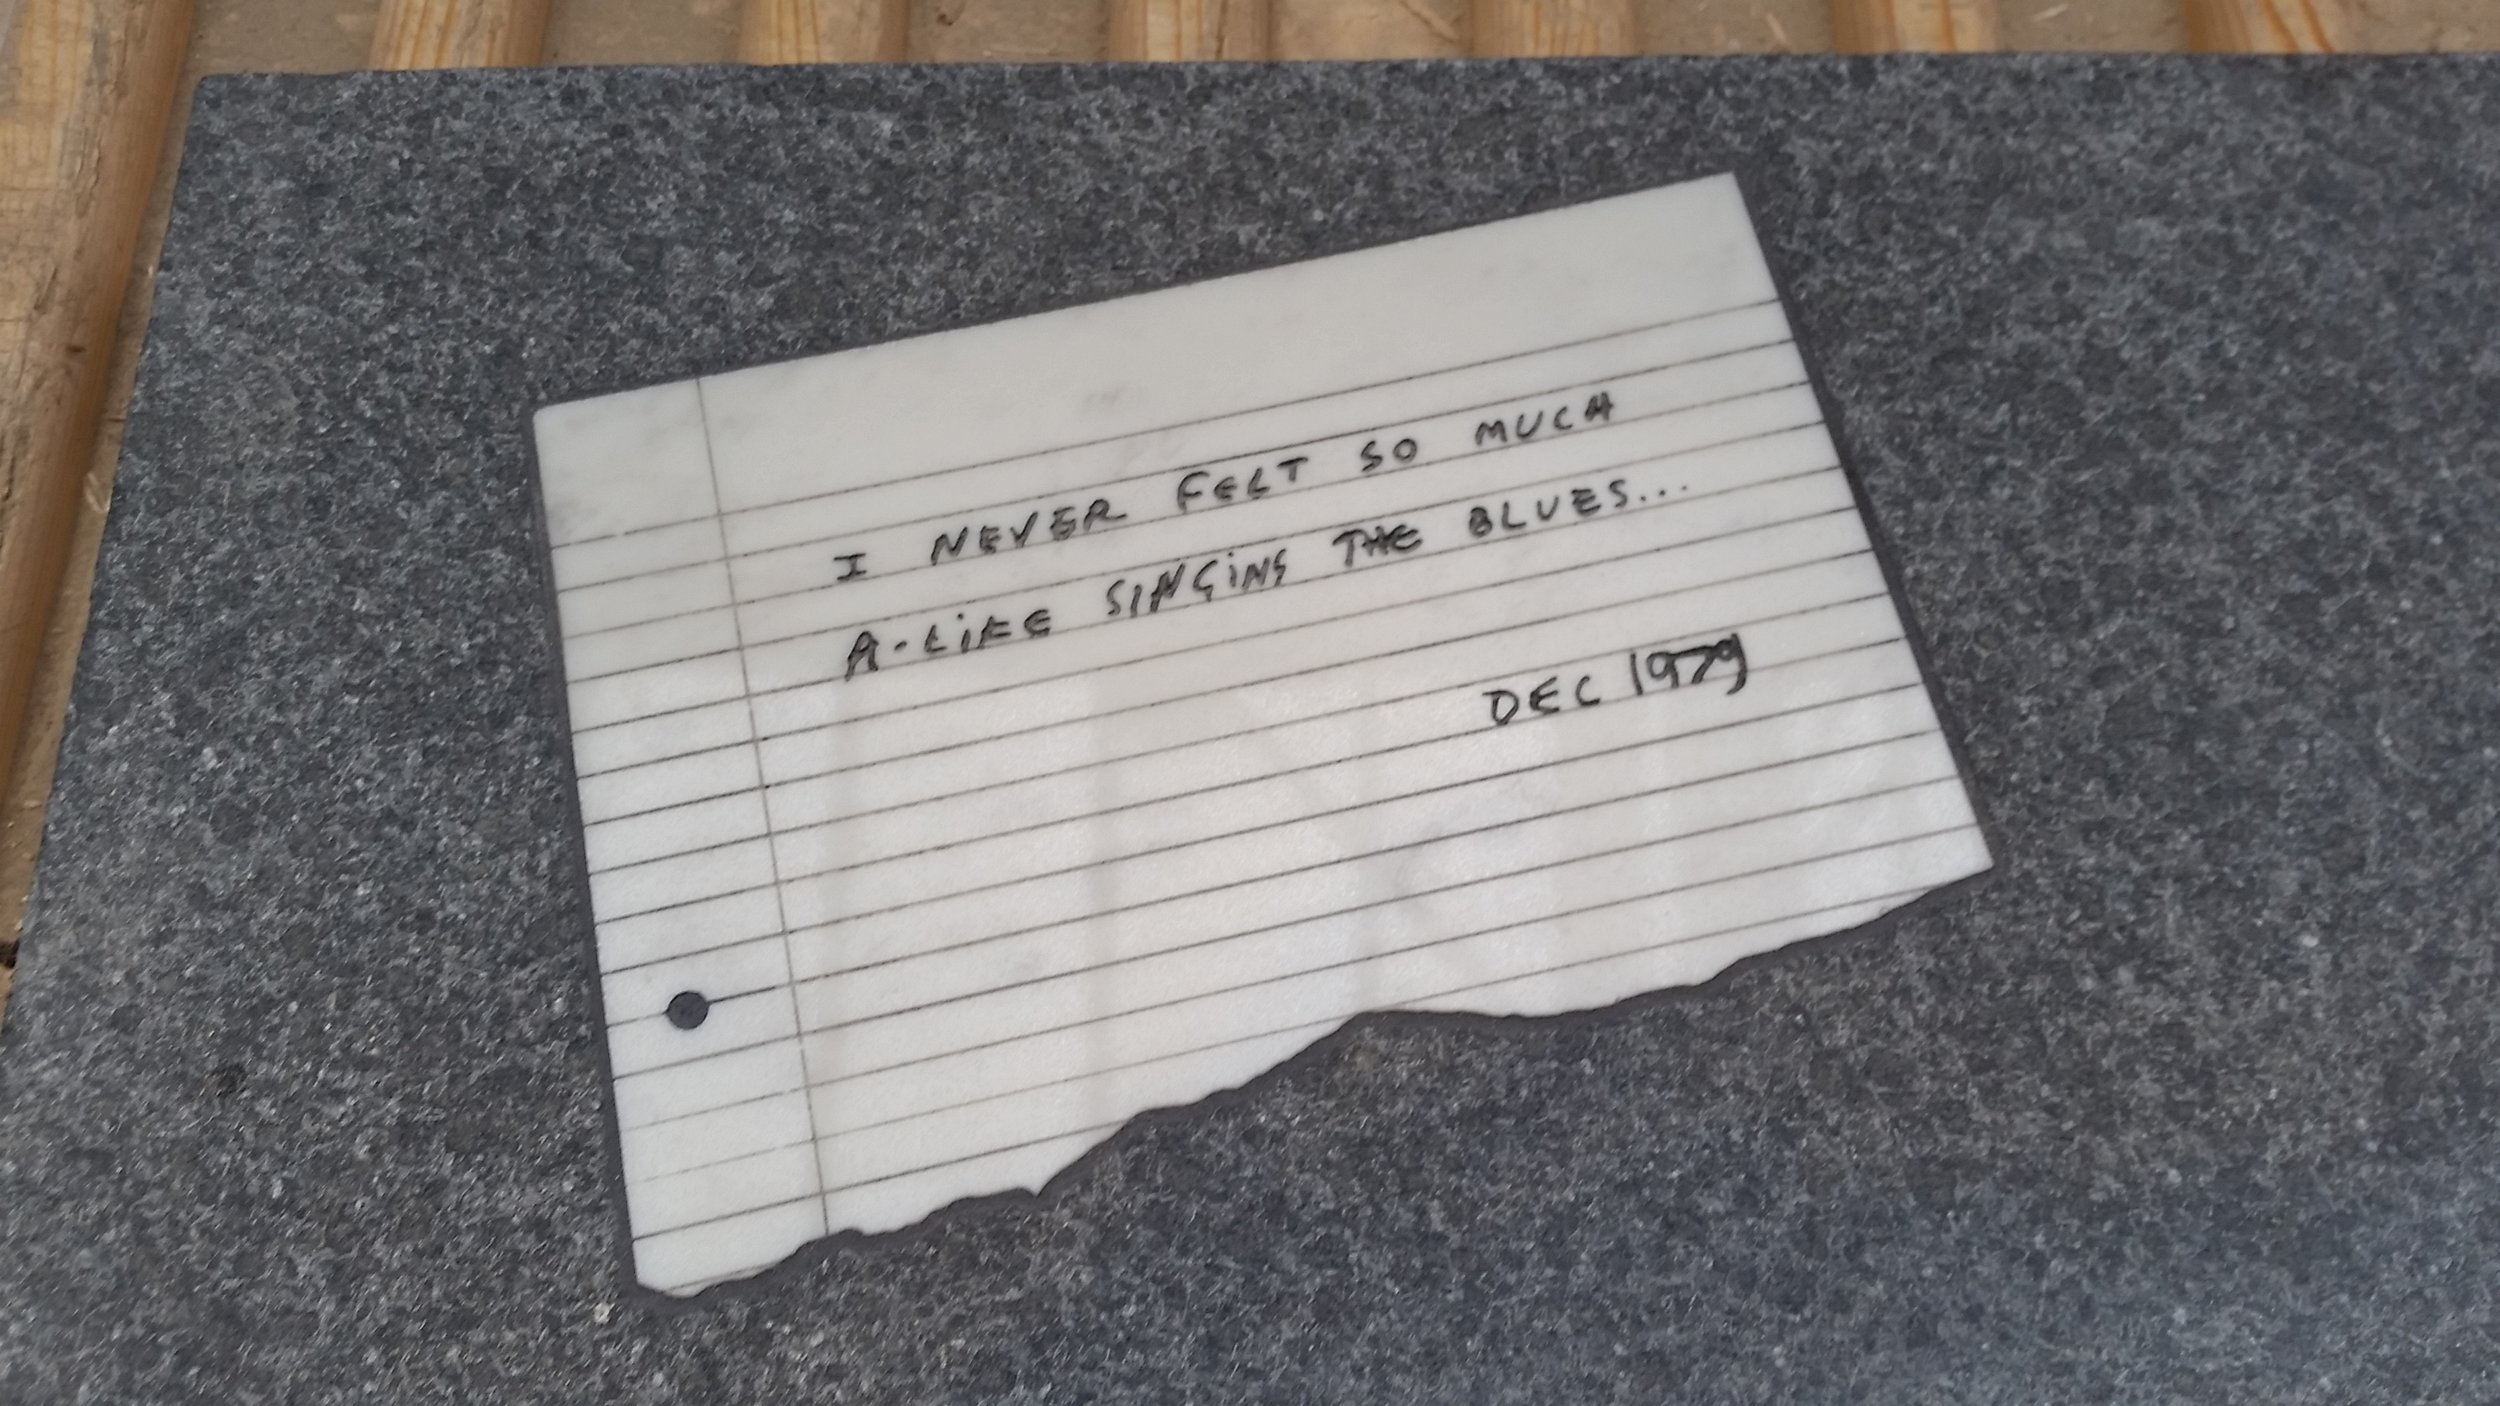 I NEVER FELT SO MUCH
A-LIKE SINGING THE BLUES...
DEC 1979